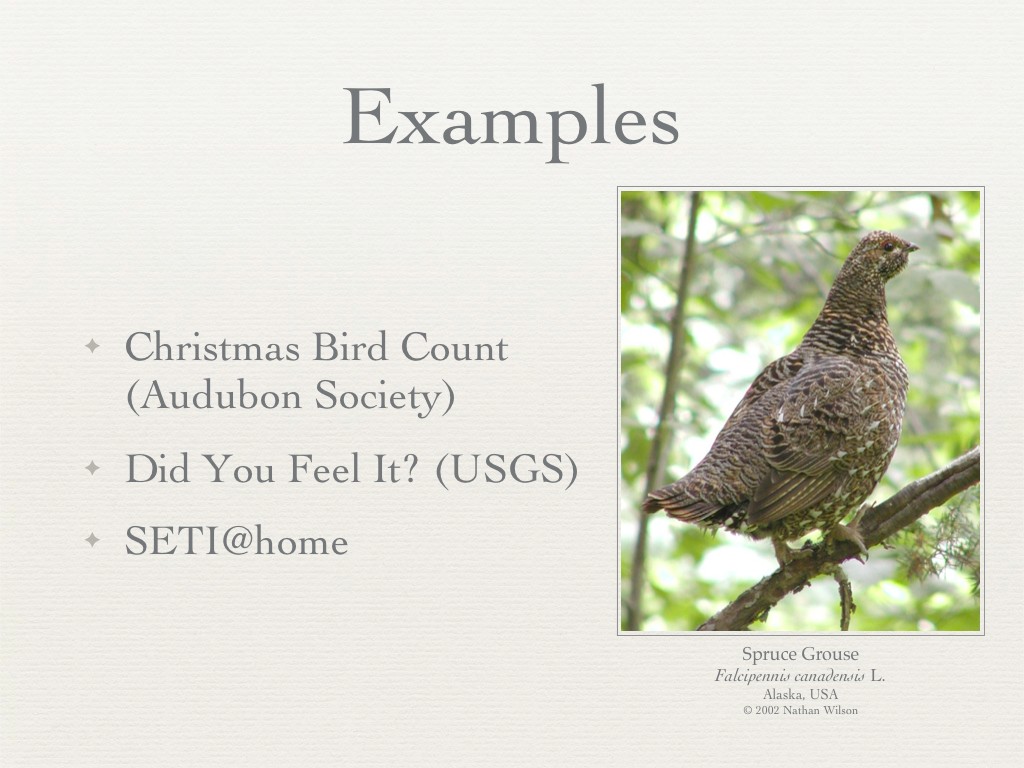 Examples
Christmas Bird Count
(Audubon Society)
Did You Feel It? (USGS)
SETI@home
Spruce Grouse
Falcipennis canadensis L.
Alaska, USA
© 2002 Nathan Wilson